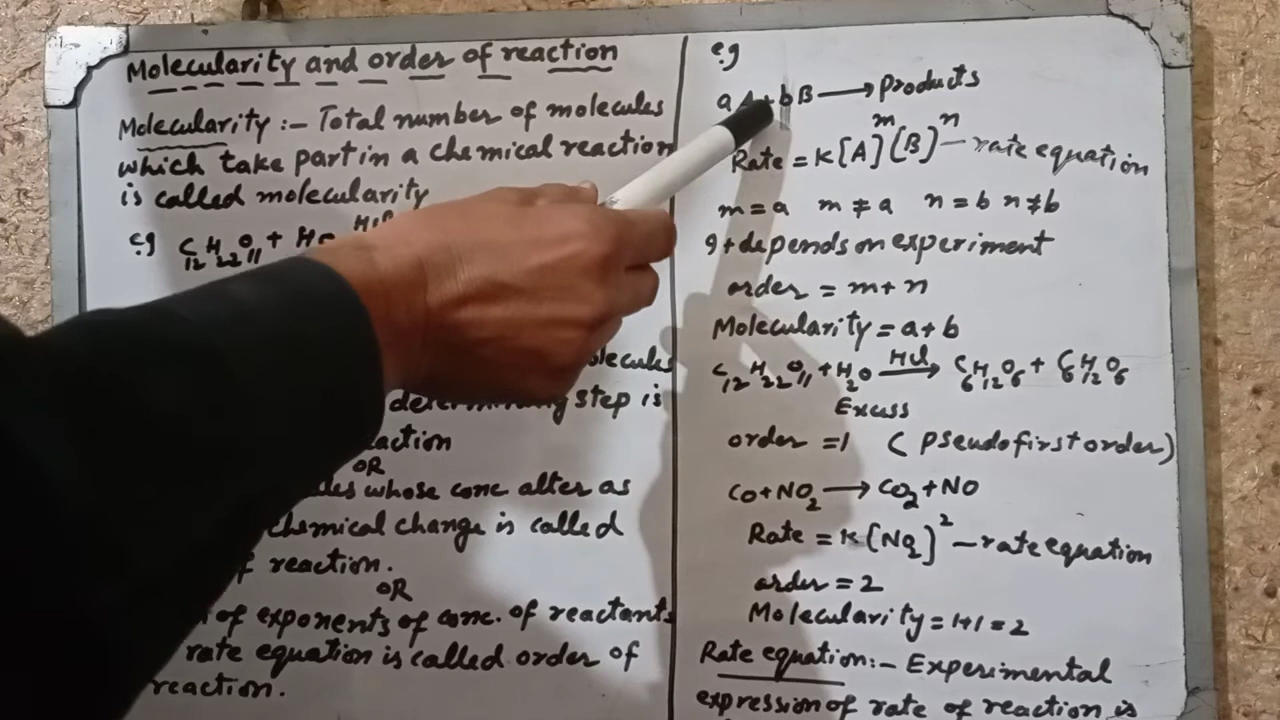 Molecularity and order of reaction
Molecularity :- Total number of molecules
which take part in a chemical reaction
is called molecularity
e.g C12H22O11 + H2
determining step is
OR
whose conc alter as
chemical change is called
reaction.
OR
of exponents of conc. of reactants
rate equation is called order of
reaction.
e.g
aA+bB → Products
Rate = K[A]^m [B]^n - rate equation
m = a m ≠ a n = b n ≠ b
9+ depends on experiment
order = m+n
Molecularity = a+b
C12H22O11 + H2O →HCl C6H12O6 + C6H12O6
Excess
order = 1 (Pseudo first order)
CO+NO2 → CO2+NO
Rate = K[NO2]^2 - rate equation
order = 2
Molecularity = 1+1 = 2
Rate equation:- Experimental
expression of rate of reaction is